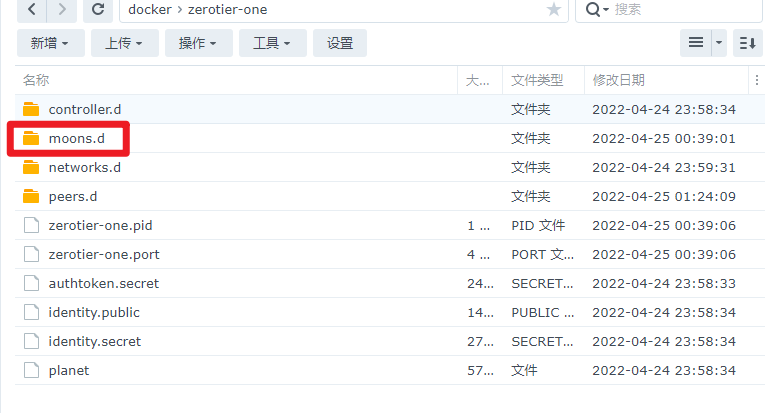 docker › zerotier-one
搜索
新增 上传 操作 工具 设置
名称 大... 文件类型 修改日期
controller.d 文件夹 2022-04-24 23:58:34
moons.d 文件夹 2022-04-25 00:39:01
networks.d 文件夹 2022-04-24 23:59:31
peers.d 文件夹 2022-04-25 01:24:09
zerotier-one.pid 1 ... PID 文件 2022-04-25 00:39:06
zerotier-one.port 4 ... PORT 文... 2022-04-25 00:39:06
authtoken.secret 24... SECRET... 2022-04-24 23:58:33
identity.public 14... PUBLIC ... 2022-04-24 23:58:34
identity.secret 27... SECRET... 2022-04-24 23:58:34
planet 57... 文件 2022-04-24 23:58:34